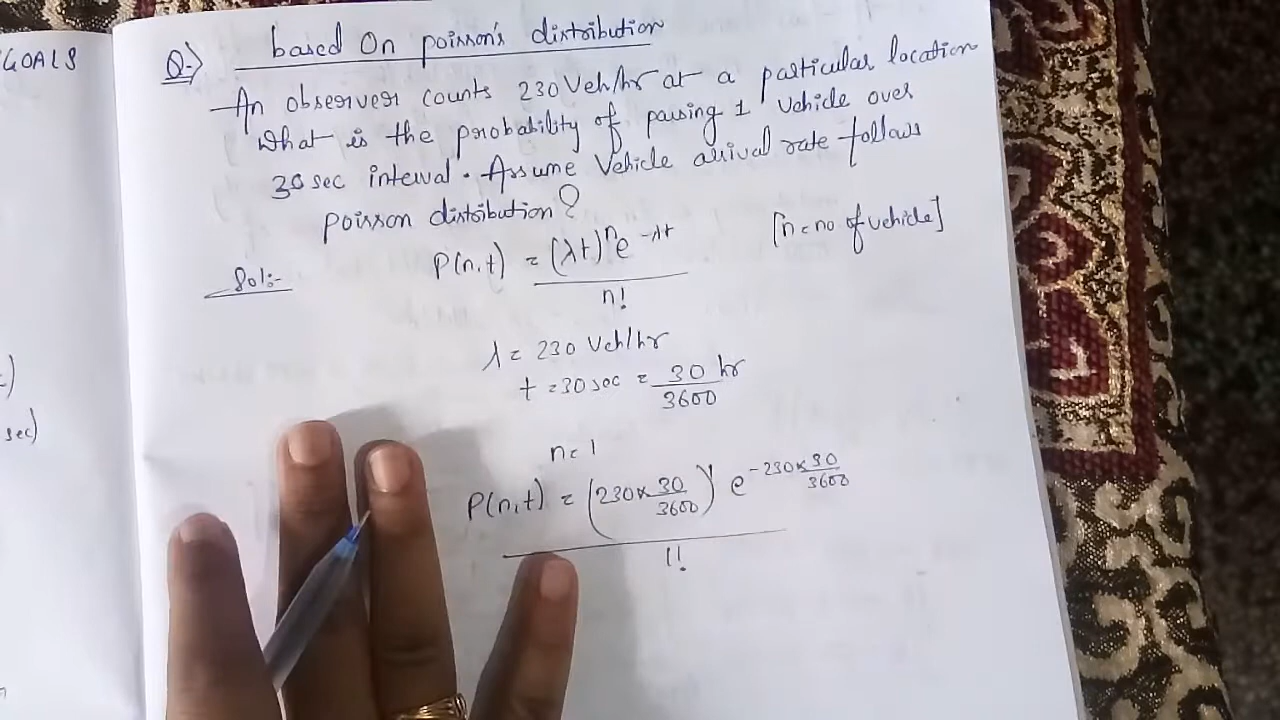 GOALS
Q→) based On poisson's distribution
An observer counts 230 Veh/hr at a particular location
what is the probability of passing 1 vehicle over
30 sec interval. Assume Vehicle arrival rate follows
poisson distribution?
Sol:- P(n,t) = (λt)^n e^-λt / n! [n = no of vehicle]
λ = 230 Veh/hr
t = 30 sec = 30/3600 hr
n = 1
sec)
P(n,t) = (230 × 30/3600)^1 e^-230×30/3600 / 1!